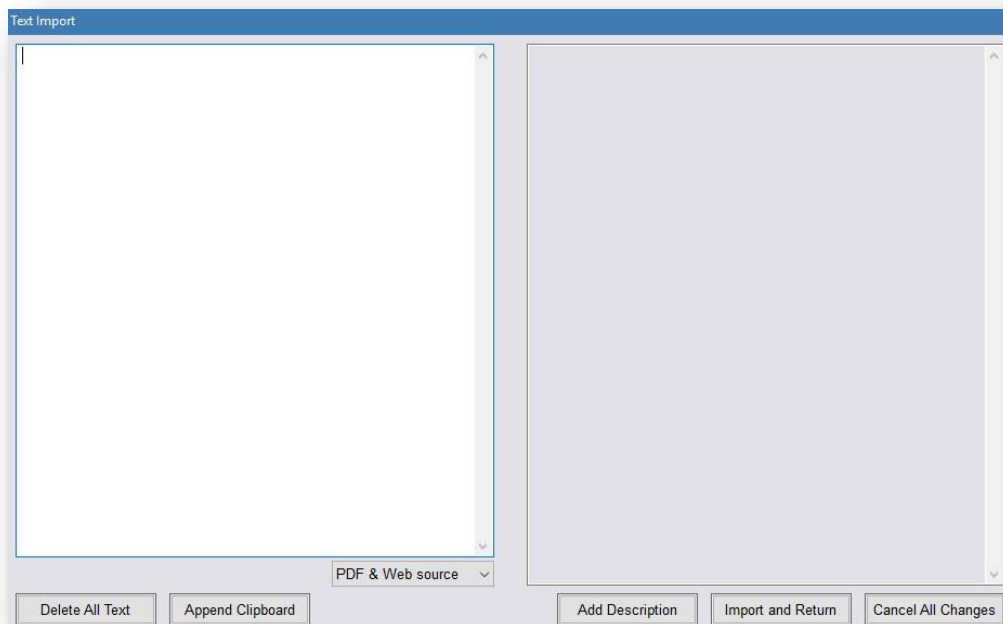 Text Import
PDF & Web source
Delete All Text
Append Clipboard
Add Description
Import and Return
Cancel All Changes